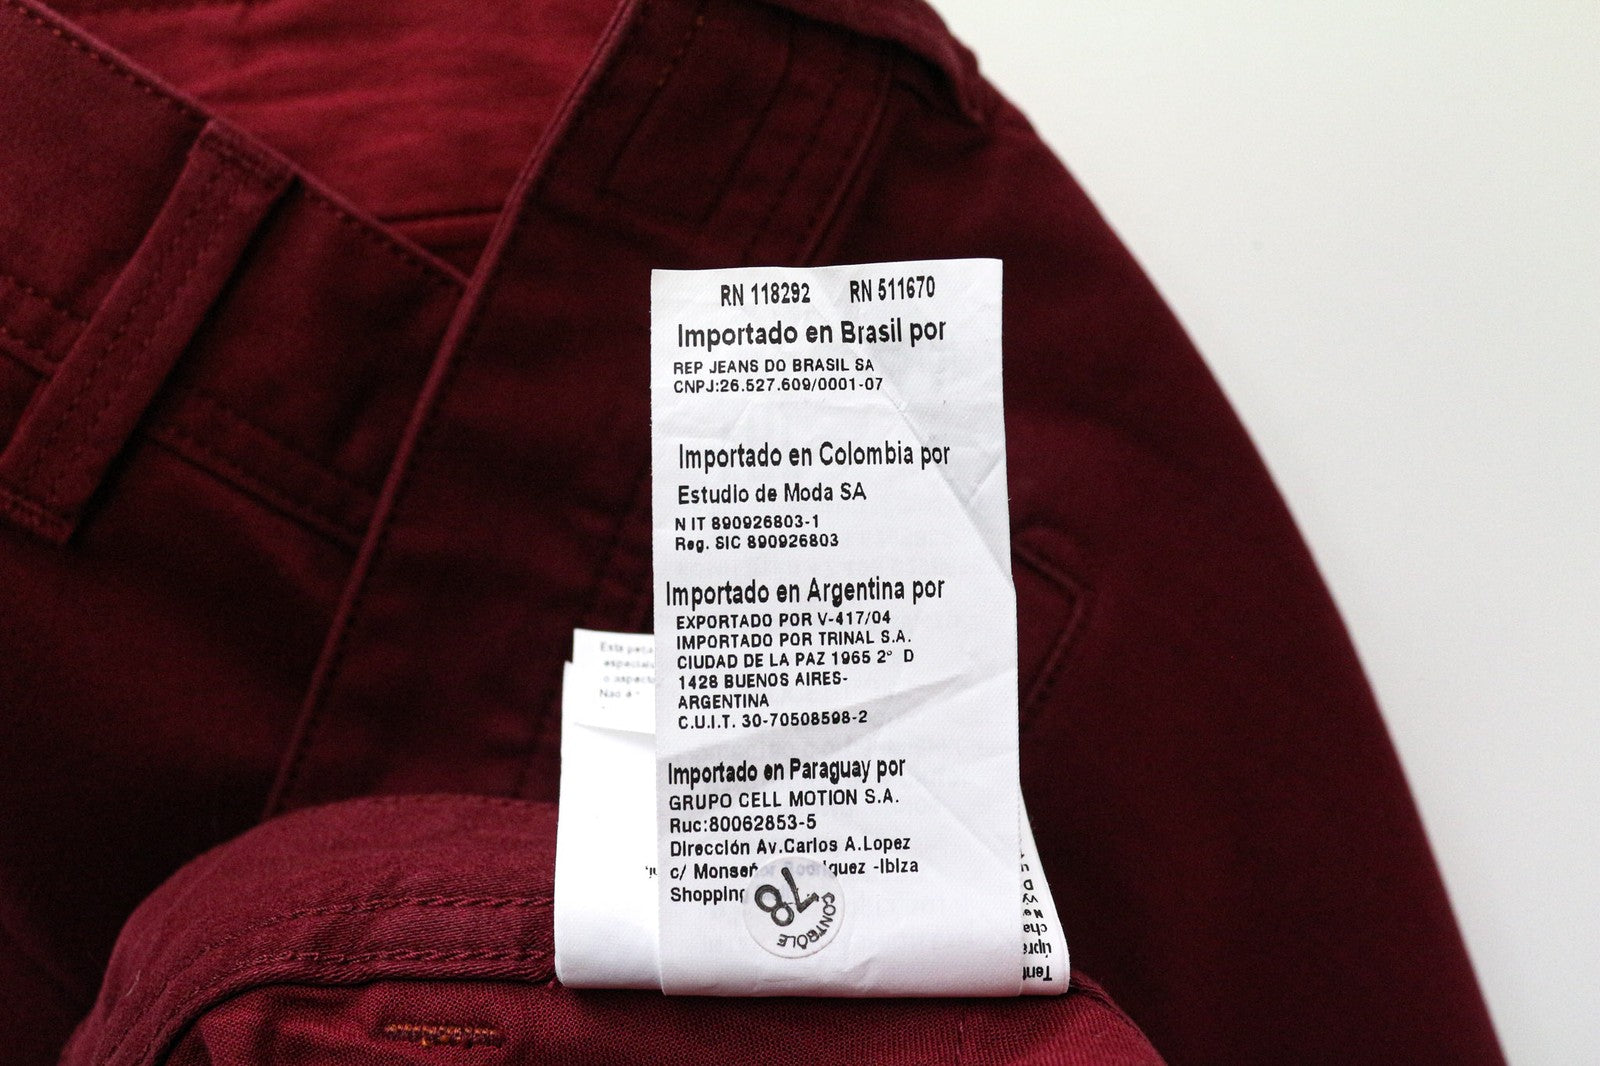 RN 118292 RN 511670
Importado en Brasil por
REP JEANS DO BRASIL SA
CNPJ:26.527.609/0001-07
Importado en Colombia por
Estudio de Moda SA
N IT 890926803-1
Reg. SIC 890926803
Importado en Argentina por
EXPORTADO POR V-417/04
IMPORTADO POR TRINAL S.A.
CIUDAD DE LA PAZ 1965 2° D
1428 BUENOS AIRES-
ARGENTINA
C.U.I.T. 30-70508598-2
Importado en Paraguay por
GRUPO CELL MOTION S.A.
Ruc:80062853-5
Dirección Av.Carlos A.Lopez
c/ -Ibiza
Shopping
78
CONTRÔLE
Esta
o aspecto
Nao é